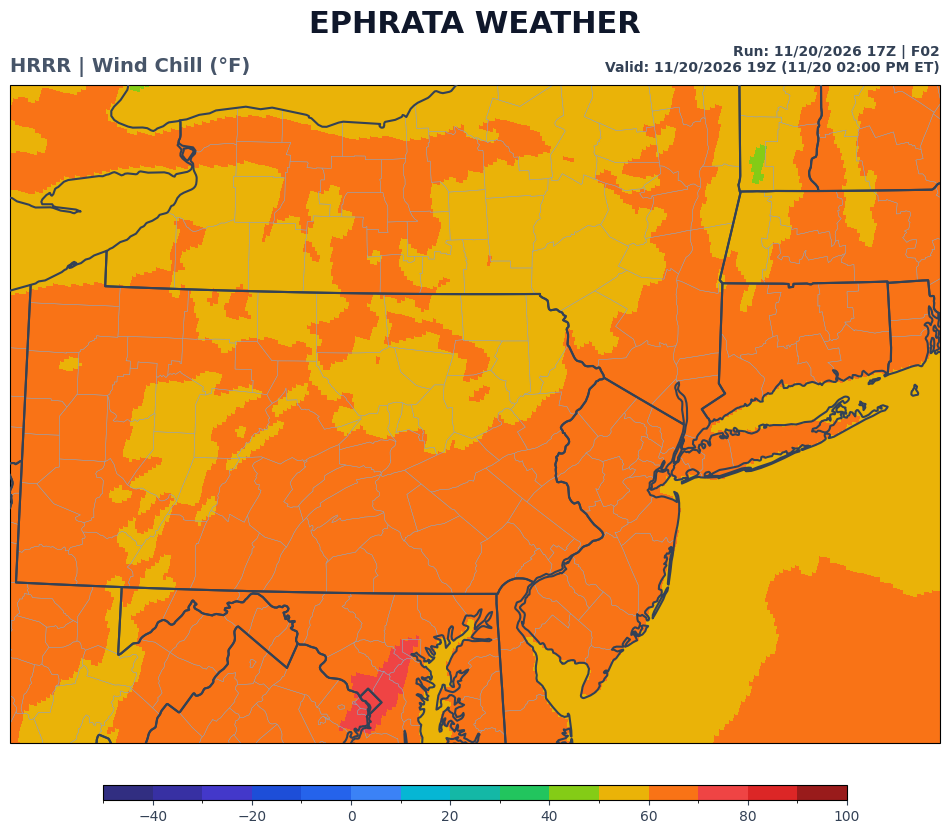 EPHRATA WEATHER
HRRR | Wind Chill (°F)
Run: 11/20/2026 17Z | F02
Valid: 11/20/2026 19Z (11/20 02:00 PM ET)
−40 −20 0 20 40 60 80 100